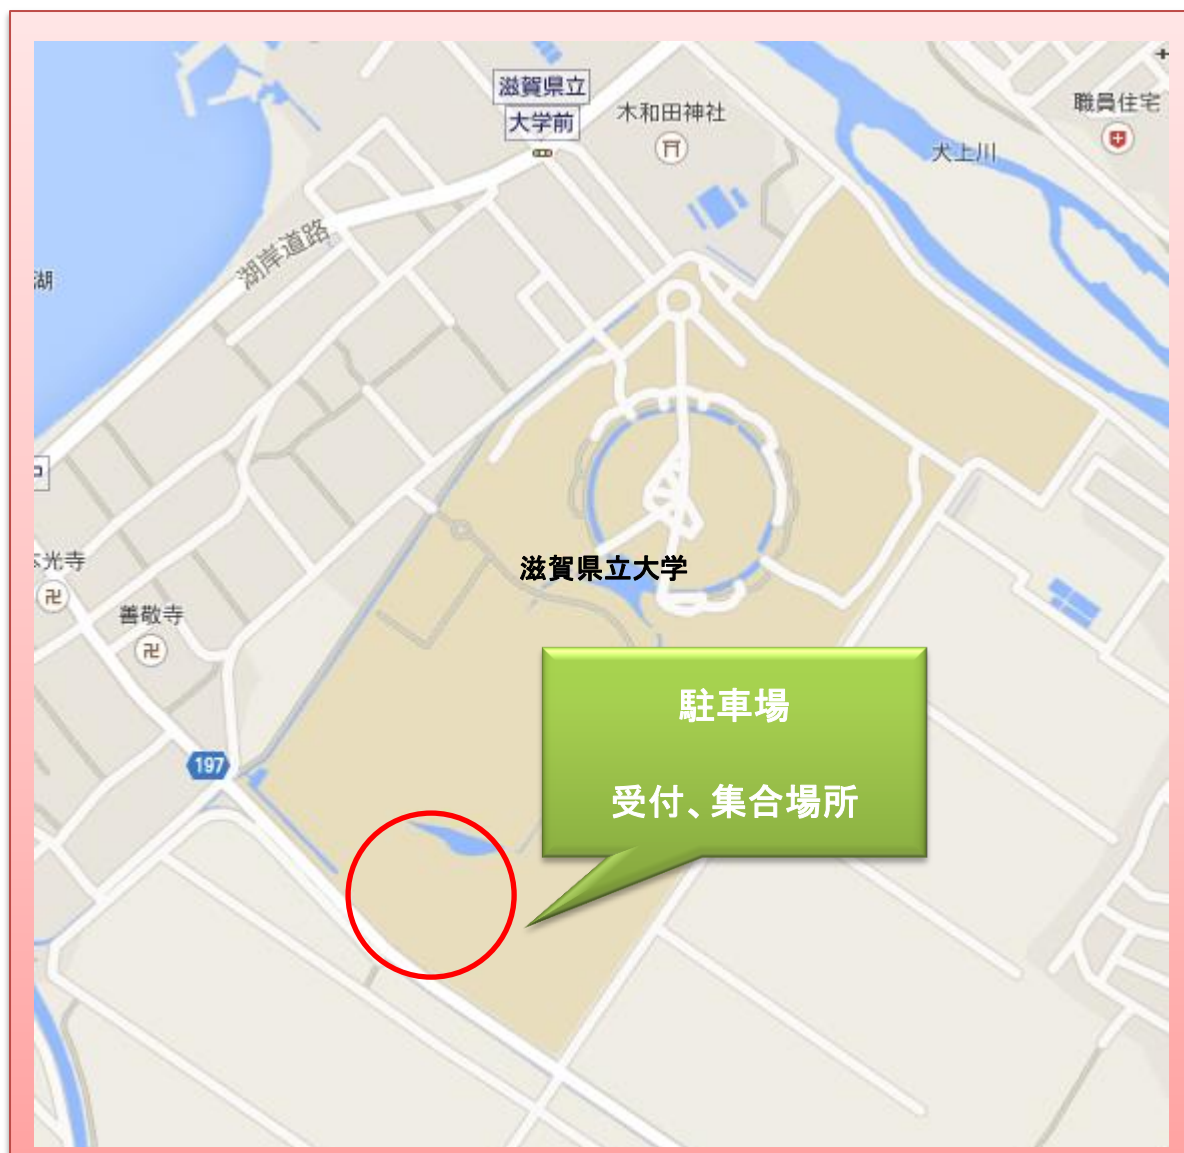 滋賀県立
大学前
木和田神社
職員住宅
犬上川
湖岸道路
湖
光寺
善敬寺
滋賀県立大学
駐車場
受付、集合場所
197